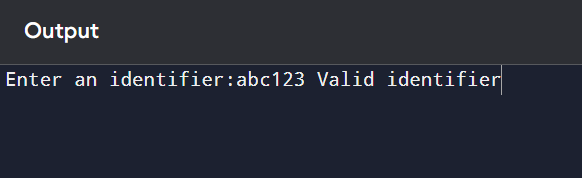 Output
Enter an identifier:abc123 Valid identifier